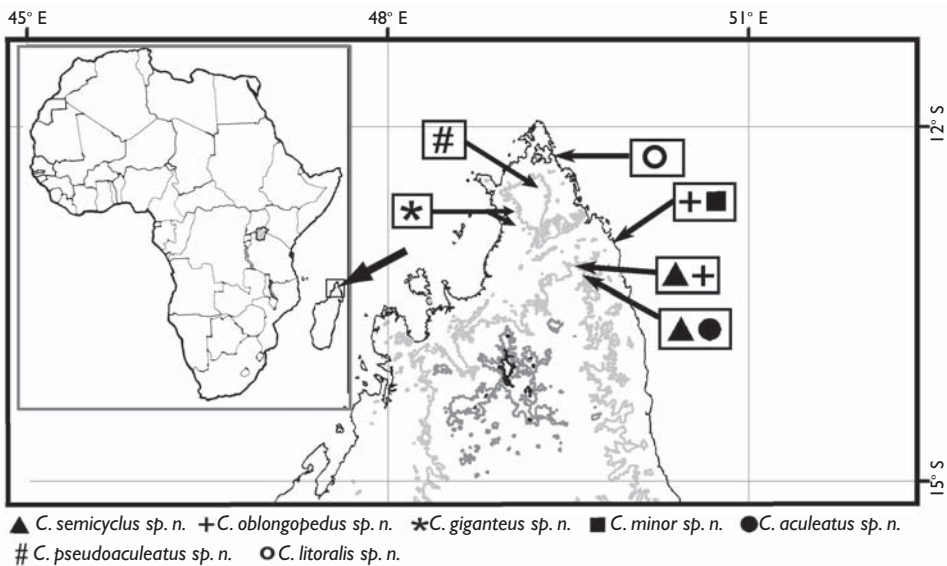 45° E 48° E 51° E
12° S
#
*
+
+
15° S
C. semicyclus sp. n. + C. oblongopedus sp. n. * C. giganteus sp. n. C. minor sp. n. C. aculeatus sp. n.
# C. pseudoaculeatus sp. n. C. litoralis sp. n.